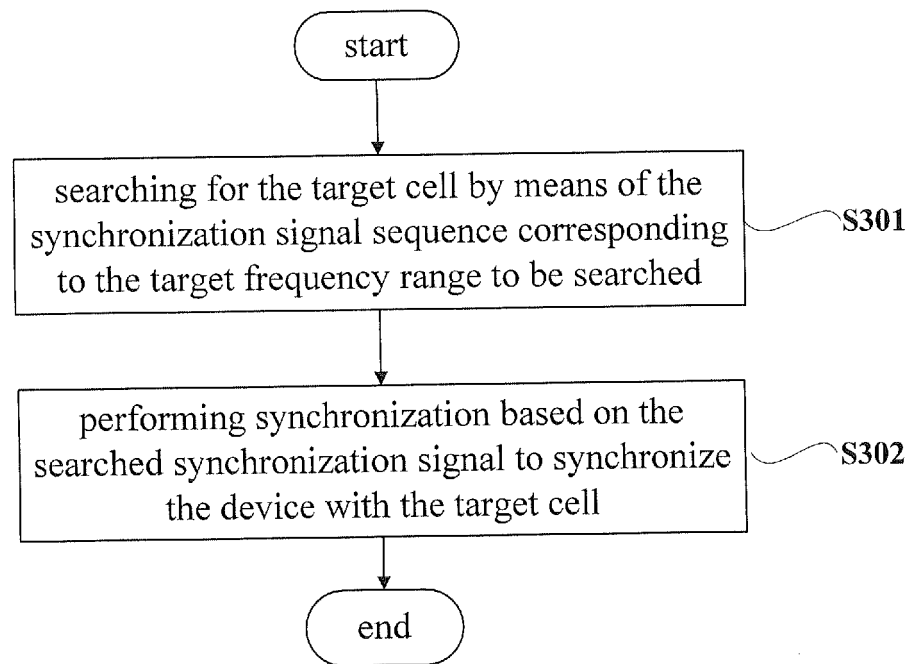 start
searching for the target cell by means of the
synchronization signal sequence corresponding
to the target frequency range to be searched
S301
performing synchronization based on the
searched synchronization signal to synchronize
the device with the target cell
S302
end